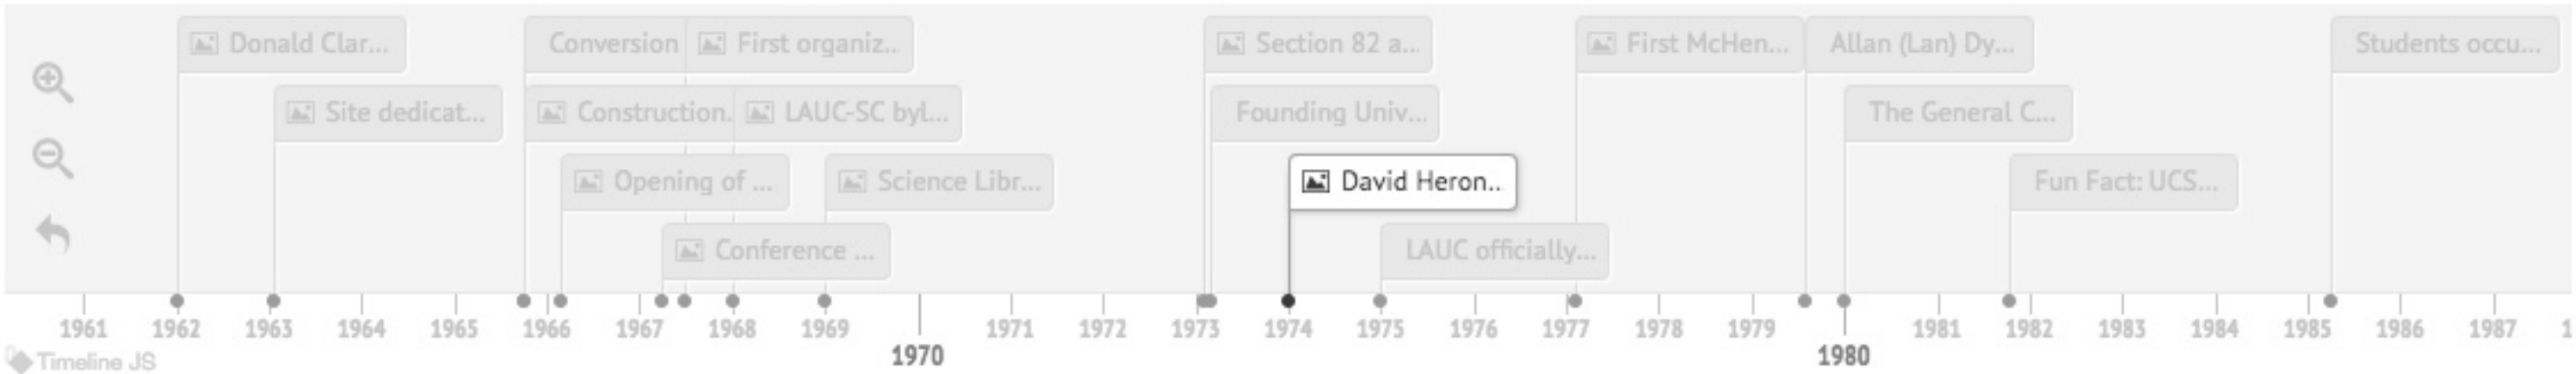 Donald Clar...
Conversion
First organiz...
Section 82 a...
First McHen...
Allan (Lan) Dy...
Students occu...
Site dedicat...
Construction.
LAUC-SC byl...
Founding Univ...
The General C...
Opening of ...
Science Libr...
David Heron...
Fun Fact: UCS...
Conference ...
LAUC officially...
1961 1962 1963 1964 1965 1966 1967 1968 1969 1970 1971 1972 1973 1974 1975 1976 1977 1978 1979 1980 1981 1982 1983 1984 1985 1986 1987 1
Timeline JS